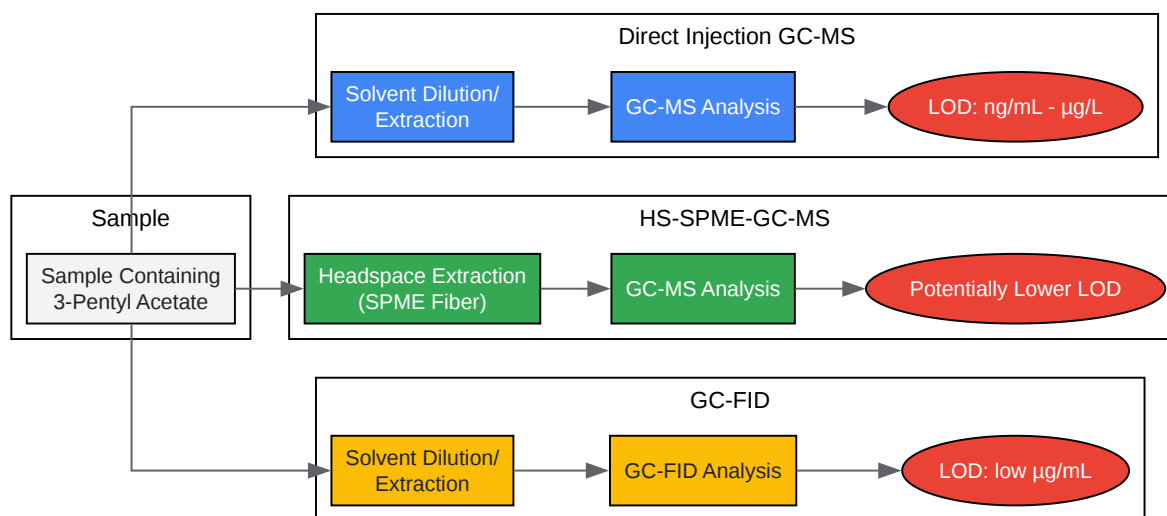 Direct Injection GC-MS
Solvent Dilution/
Extraction
GC-MS Analysis
LOD: ng/mL - µg/L
Sample
Sample Containing
3-Pentyl Acetate
HS-SPME-GC-MS
Headspace Extraction
(SPME Fiber)
GC-MS Analysis
Potentially Lower LOD
GC-FID
Solvent Dilution/
Extraction
GC-FID Analysis
LOD: low µg/mL